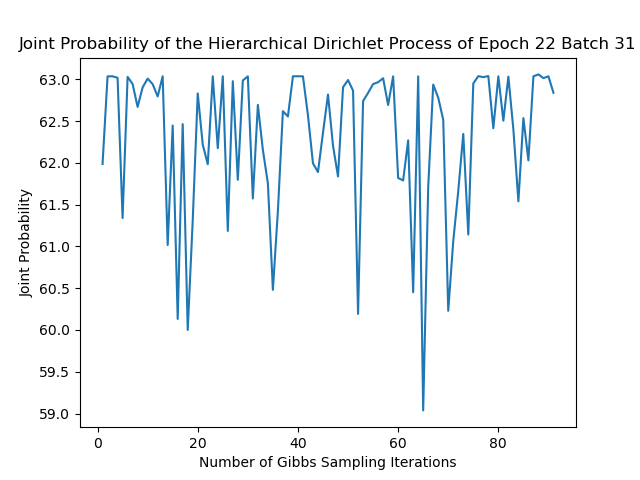 Joint Probability of the Hierarchical Dirichlet Process of Epoch 22 Batch 31
63.0
62.5
62.0
61.5
61.0
60.5
60.0
59.5
59.0
Joint Probability
0 20 40 60 80
Number of Gibbs Sampling Iterations